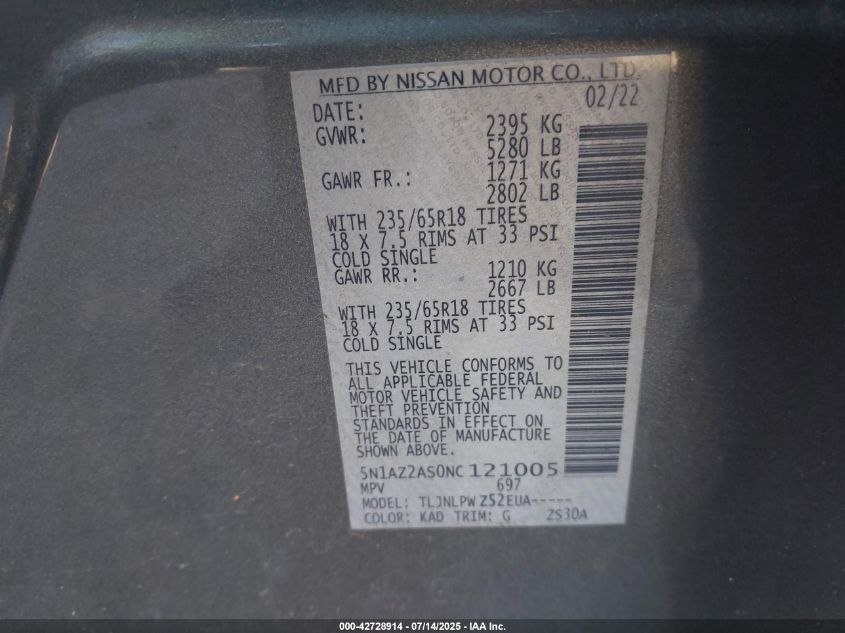 MFD BY NISSAN MOTOR CO., LTD.
DATE: 02/22
GVWR: 2395 KG
5280 LB
GAWR FR.: 1271 KG
2802 LB
WITH 235/65R18 TIRES
18 X 7.5 RIMS AT 33 PSI
COLD SINGLE
GAWR RR.: 1210 KG
2667 LB
WITH 235/65R18 TIRES
18 X 7.5 RIMS AT 33 PSI
COLD SINGLE
THIS VEHICLE CONFORMS TO
ALL APPLICABLE FEDERAL
MOTOR VEHICLE SAFETY AND
THEFT PREVENTION
STANDARDS IN EFFECT ON
THE DATE OF MANUFACTURE
SHOWN ABOVE.
5N1AZ2AS0NC121005
MPV 697
MODEL: TLJNLPW Z52EUA-----
COLOR: KAD TRIM: G ZS30A
000-42728914 - 07/14/2025 - IAA Inc.